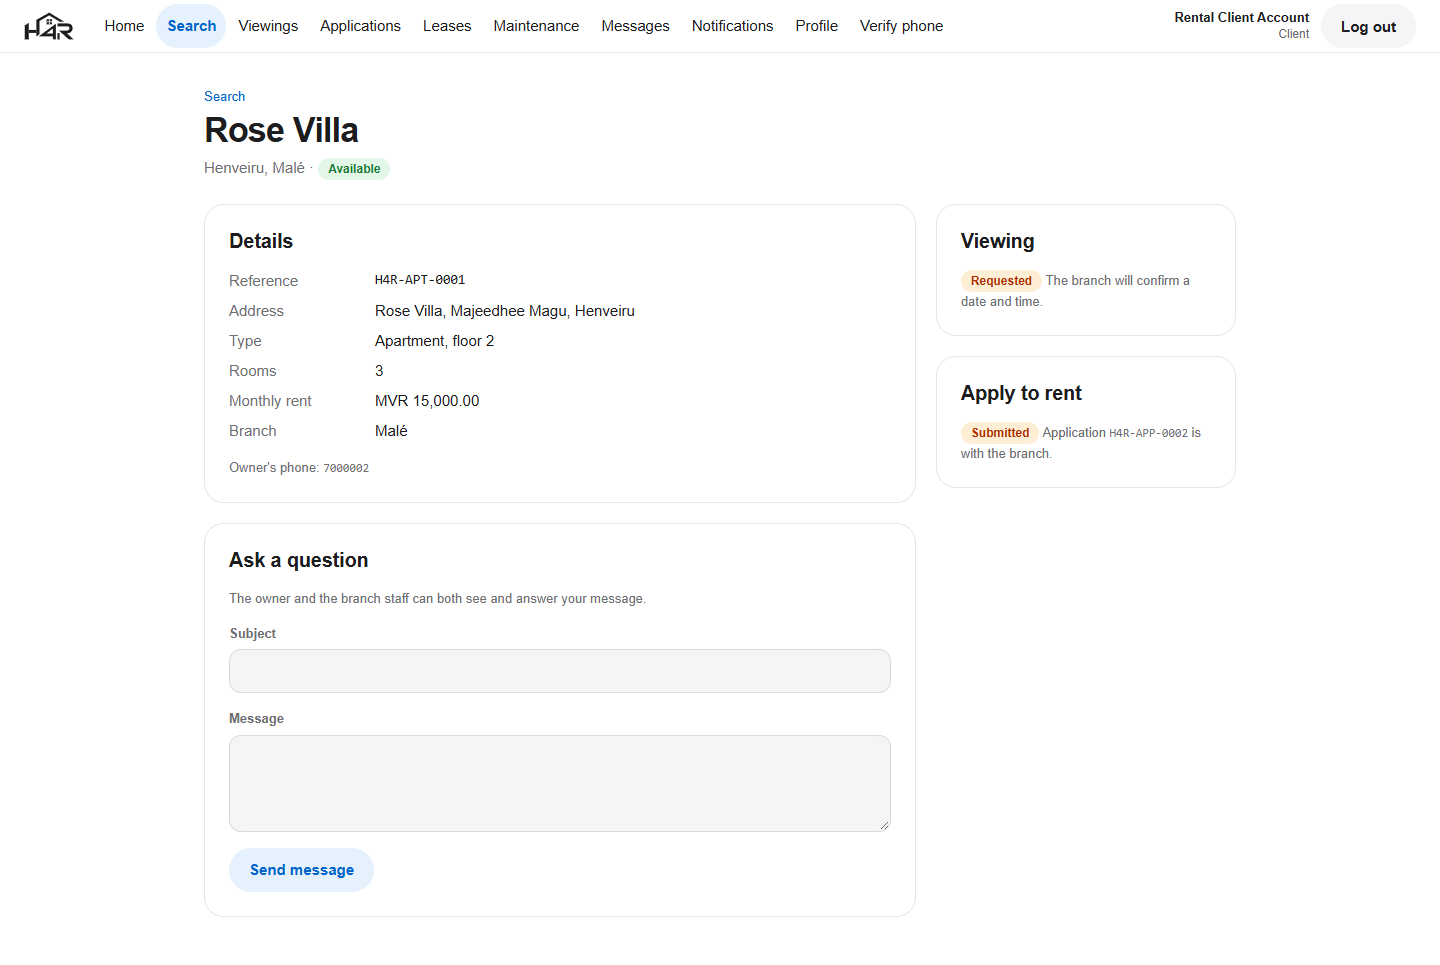 H4R
Home Search Viewings Applications Leases Maintenance Messages Notifications Profile Verify phone
Rental Client Account
Client
Log out
Search
Rose Villa
Henveiru, Malé · Available
Details
Reference H4R-APT-0001
Address Rose Villa, Majeedhee Magu, Henveiru
Type Apartment, floor 2
Rooms 3
Monthly rent MVR 15,000.00
Branch Malé
Owner's phone: 7000002
Viewing
Requested The branch will confirm a
date and time.
Apply to rent
Submitted Application H4R-APP-0002 is
with the branch.
Ask a question
The owner and the branch staff can both see and answer your message.
Subject
Message
Send message